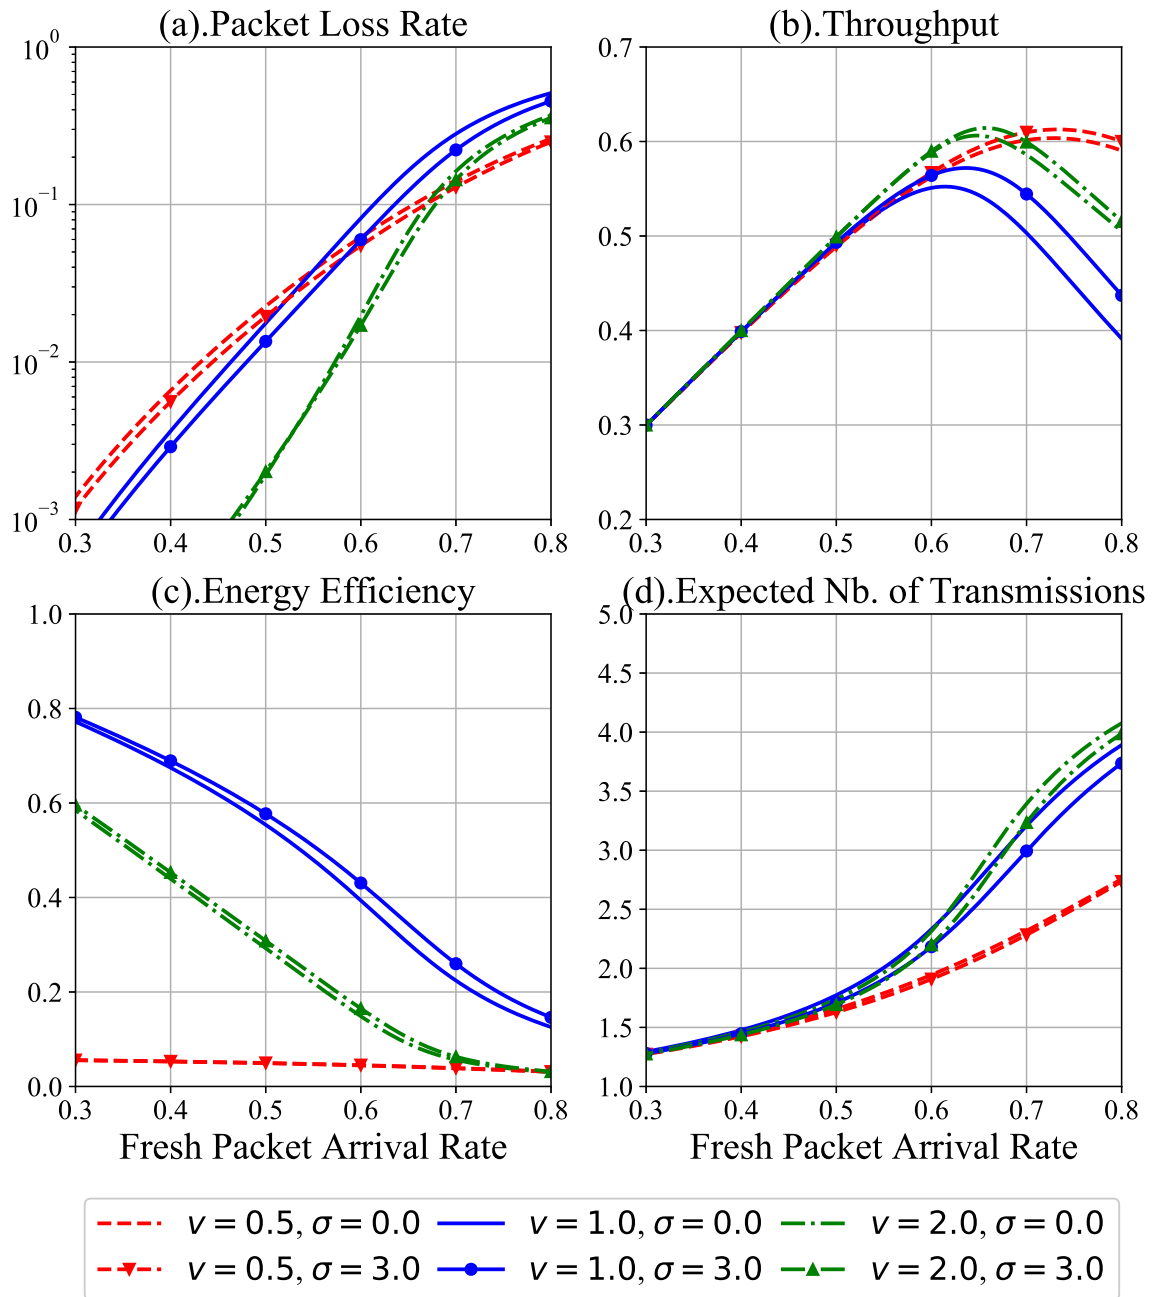 (a).Packet Loss Rate
10⁰
10⁻¹
10⁻²
10⁻³
0.3 0.4 0.5 0.6 0.7 0.8
(b).Throughput
0.7
0.6
0.5
0.4
0.3
0.2
0.3 0.4 0.5 0.6 0.7 0.8
(c).Energy Efficiency
1.0
0.8
0.6
0.4
0.2
0.0
0.3 0.4 0.5 0.6 0.7 0.8
Fresh Packet Arrival Rate
(d).Expected Nb. of Transmissions
5.0
4.5
4.0
3.5
3.0
2.5
2.0
1.5
1.0
0.3 0.4 0.5 0.6 0.7 0.8
Fresh Packet Arrival Rate
v = 0.5, σ = 0.0 v = 1.0, σ = 0.0 v = 2.0, σ = 0.0
v = 0.5, σ = 3.0 v = 1.0, σ = 3.0 v = 2.0, σ = 3.0